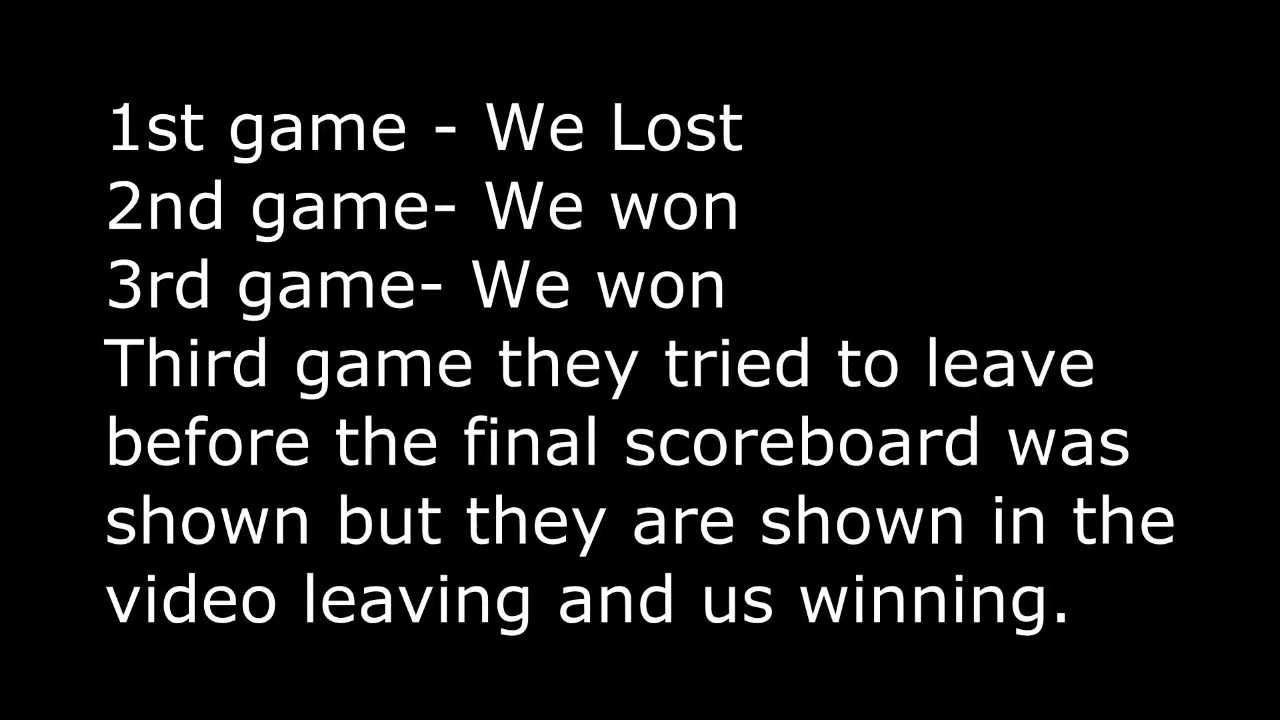 1st game - We Lost
2nd game- We won
3rd game- We won
Third game they tried to leave
before the final scoreboard was
shown but they are shown in the
video leaving and us winning.